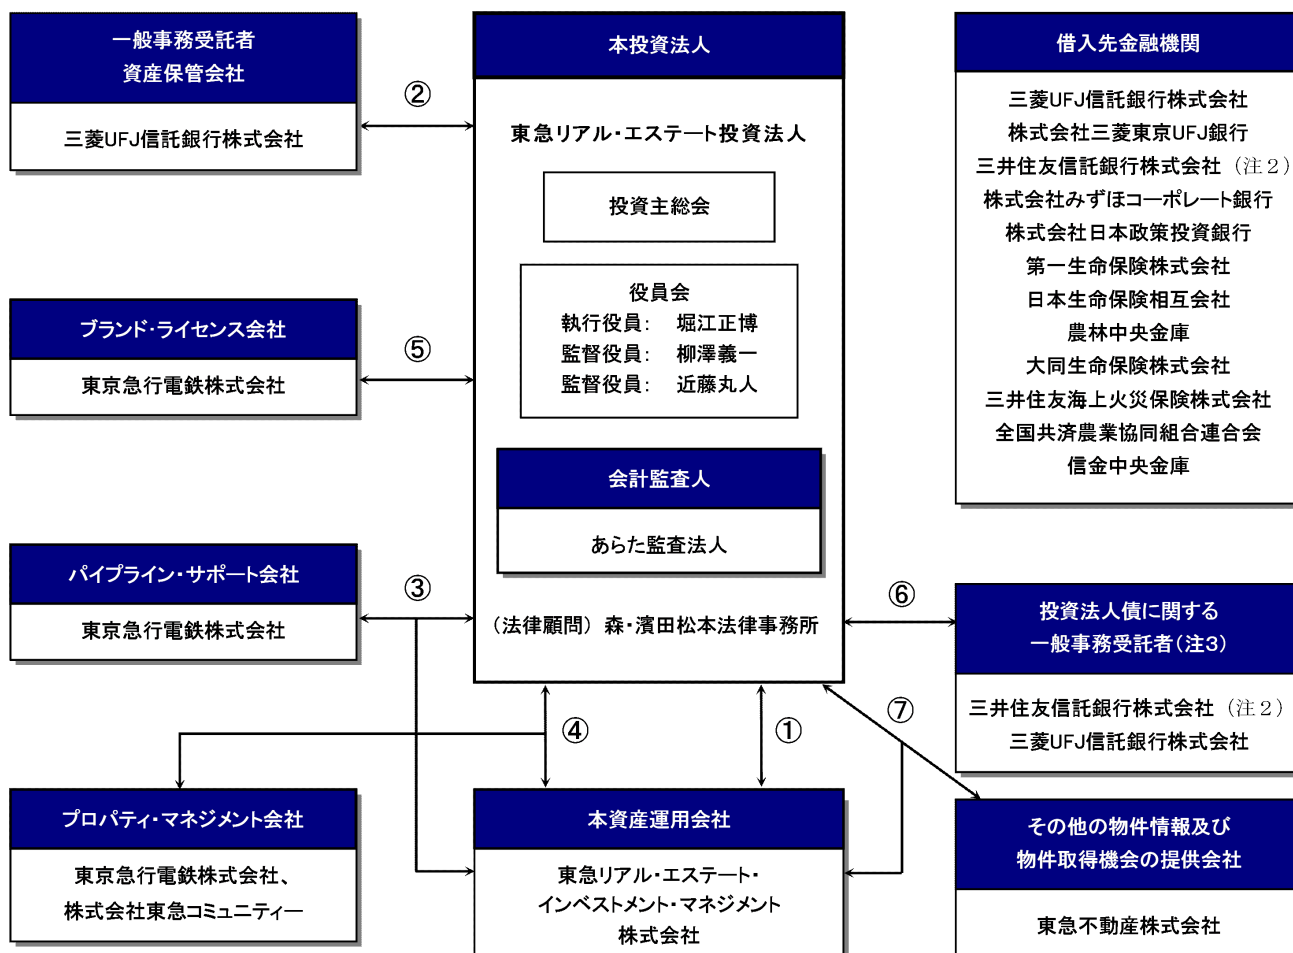 一般事務受託者
資産保管会社
三菱UFJ信託銀行株式会社
②
ブランド・ライセンス会社
東京急行電鉄株式会社
⑤
パイプライン・サポート会社
東京急行電鉄株式会社
③
プロパティ・マネジメント会社
東京急行電鉄株式会社、
株式会社東急コミュニティー
④
本投資法人
東急リアル・エステート投資法人
投資主総会
役員会
執行役員： 堀江正博
監督役員： 柳澤義一
監督役員： 近藤丸人
会計監査人
あらた監査法人
（法律顧問） 森・濱田松本法律事務所
①
本資産運用会社
東急リアル・エステート・
インベストメント・マネジメント
株式会社
借入先金融機関
三菱UFJ信託銀行株式会社
株式会社三菱東京UFJ銀行
三井住友信託銀行株式会社（注２）
株式会社みずほコーポレート銀行
株式会社日本政策投資銀行
第一生命保険株式会社
日本生命保険相互会社
農林中央金庫
大同生命保険株式会社
三井住友海上火災保険株式会社
全国共済農業協同組合連合会
信金中央金庫
⑥
投資法人債に関する
一般事務受託者（注3）
三井住友信託銀行株式会社（注２）
三菱UFJ信託銀行株式会社
⑦
その他の物件情報及び
物件取得機会の提供会社
東急不動産株式会社